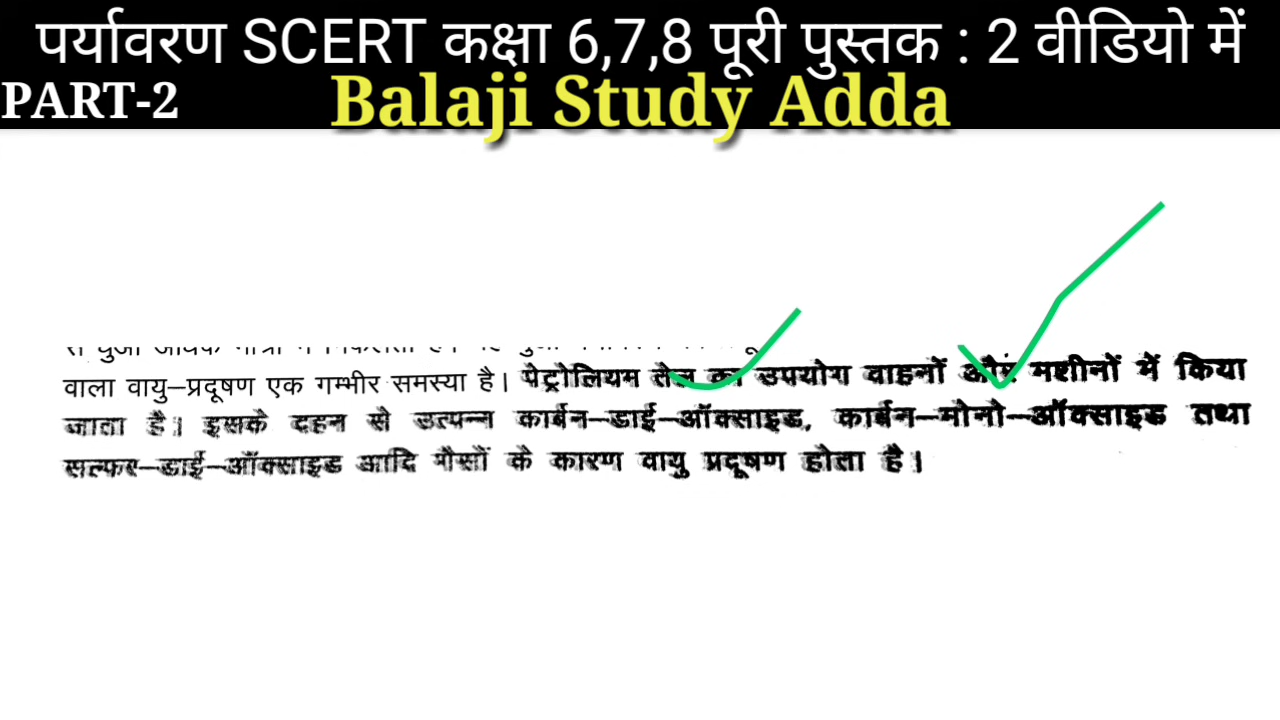 पर्यावरण SCERT कक्षा 6,7,8 पूरी पुस्तक : 2 वीडियो में
PART-2
Balaji Study Adda
वाला वायु–प्रदूषण एक गम्भीर समस्या है। पेट्रोलियम तेल का उपयोग वाहनों और मशीनों में किया
जाता है। इसके दहन से उत्पन्न कार्बन–डाई–ऑक्साइड, कार्बन–मोनो–ऑक्साइड तथा
सल्फर–डाई–ऑक्साइड आदि गैसों के कारण वायु प्रदूषण होता है।